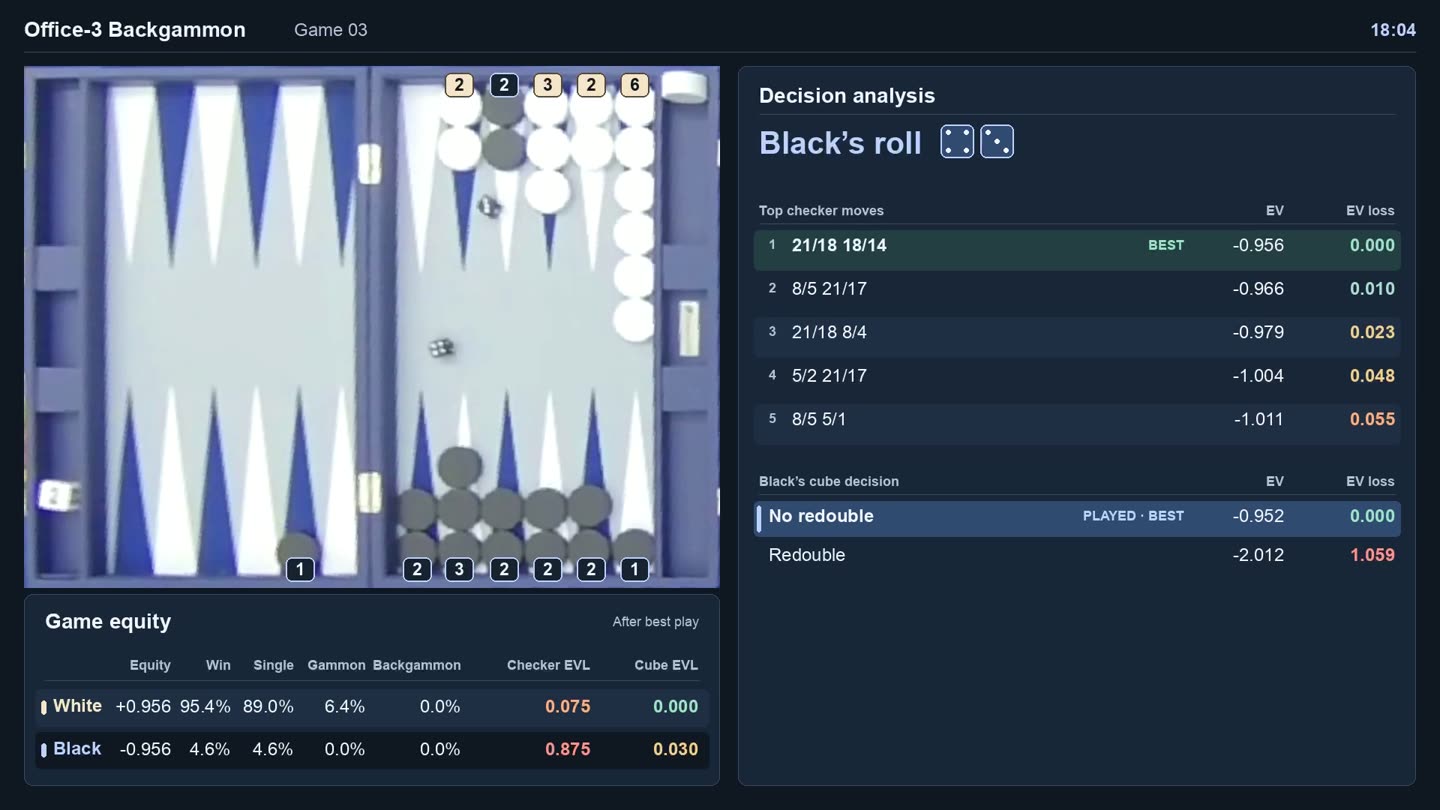 Office-3 Backgammon Game 03 18:04
2 2 3 2 6
2
1 2 3 2 2 2 1
Game equity After best play
Equity Win Single Gammon Backgammon Checker EVL Cube EVL
White +0.956 95.4% 89.0% 6.4% 0.0% 0.075 0.000
Black -0.956 4.6% 4.6% 0.0% 0.0% 0.875 0.030
Decision analysis
Black’s roll
Top checker moves EV EV loss
1 21/18 18/14 BEST -0.956 0.000
2 8/5 21/17 -0.966 0.010
3 21/18 8/4 -0.979 0.023
4 5/2 21/17 -1.004 0.048
5 8/5 5/1 -1.011 0.055
Black’s cube decision EV EV loss
No redouble PLAYED · BEST -0.952 0.000
Redouble -2.012 1.059